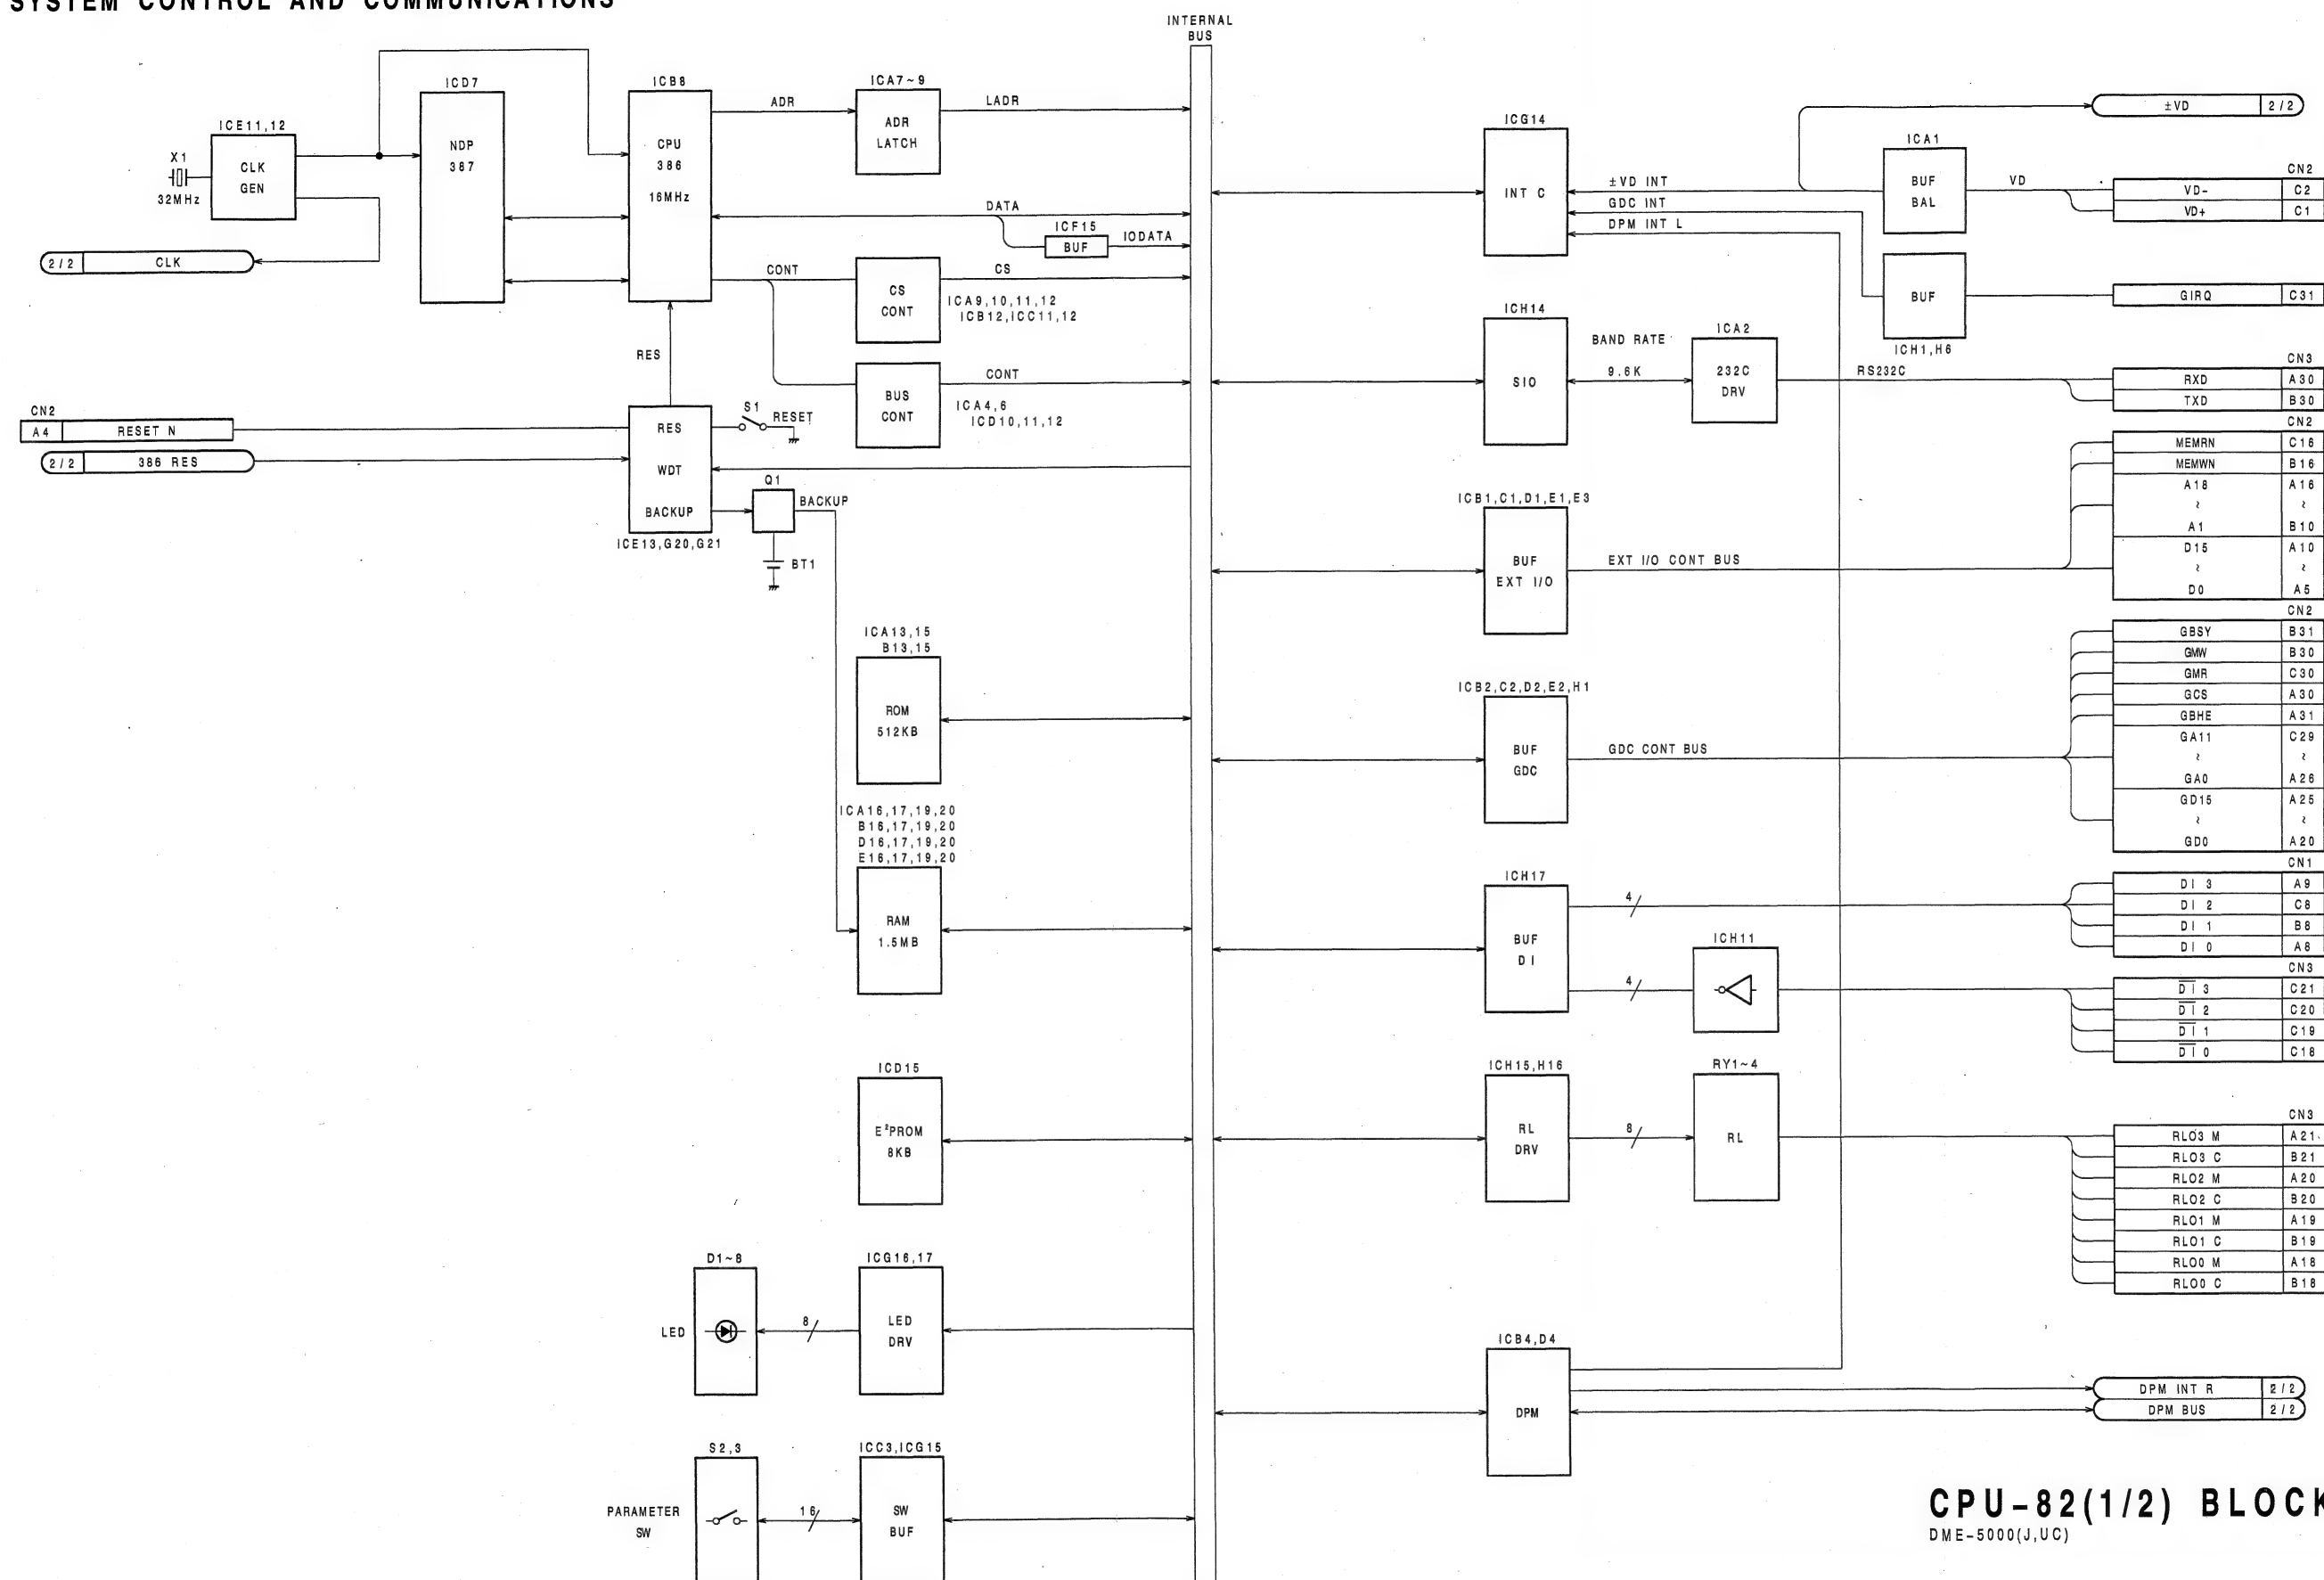 SYSTEM CONTROL AND COMMUNICATIONS
INTERNAL
BUS
ICE11,12
X1
32MHz
CLK
GEN
2/2 CLK
ICD7
NDP
387
ICB8
CPU
386
16MHz
ADR
ICA7~9
ADR
LATCH
LADR
DATA
ICF15
BUF
IODATA
CONT
CS
CONT
CS
ICA9,10,11,12
ICB12,ICC11,12
RES
BUS
CONT
CONT
ICA4,6
ICD10,11,12
CN2
A4 RESET N
2/2 386 RES
RES
WDT
BACKUP
ICE13,G20,G21
S1
RESET
Q1
BACKUP
BT1
ICA13,15
B13,15
ROM
512KB
ICA16,17,19,20
B16,17,19,20
D16,17,19,20
E16,17,19,20
RAM
1.5MB
ICD15
E²PROM
8KB
D1~8
LED
8
ICG16,17
LED
DRV
S2,3
PARAMETER
SW
16
ICC3,ICG15
SW
BUF
ICG14
INT C
±VD INT
GDC INT
DPM INT L
ICA1
BUF
BAL
VD
±VD 2/2
CN2
VD- C2
VD+ C1
BUF
ICH1,H6
GIRQ C31
ICH14
SIO
BAND RATE
9.6K
ICA2
232C
DRV
RS232C
CN3
RXD A30
TXD B30
ICB1,C1,D1,E1,E3
BUF
EXT I/O
EXT I/O CONT BUS
CN2
MEMRN C16
MEMWN B16
A18 A16
~ ~
A1 B10
D15 A10
~ ~
D0 A5
ICB2,C2,D2,E2,H1
BUF
GDC
GDC CONT BUS
CN2
GBSY B31
GMW B30
GMR C30
GCS A30
GBHE A31
GA11 C29
~ ~
GA0 A26
GD15 A25
~ ~
GD0 A20
ICH17
BUF
DI
4
4
ICH11
CN1
DI 3 A9
DI 2 C8
DI 1 B8
DI 0 A8
CN3
D̅I̅ 3 C21
D̅I̅ 2 C20
D̅I̅ 1 C19
D̅I̅ 0 C18
ICH15,H16
RL
DRV
8
RY1~4
RL
CN3
RLO3 M A21
RLO3 C B21
RLO2 M A20
RLO2 C B20
RLO1 M A19
RLO1 C B19
RLO0 M A18
RLO0 C B18
ICB4,D4
DPM
DPM INT R 2/2
DPM BUS 2/2
CPU-82(1/2) BLOCK
DME-5000(J,UC)